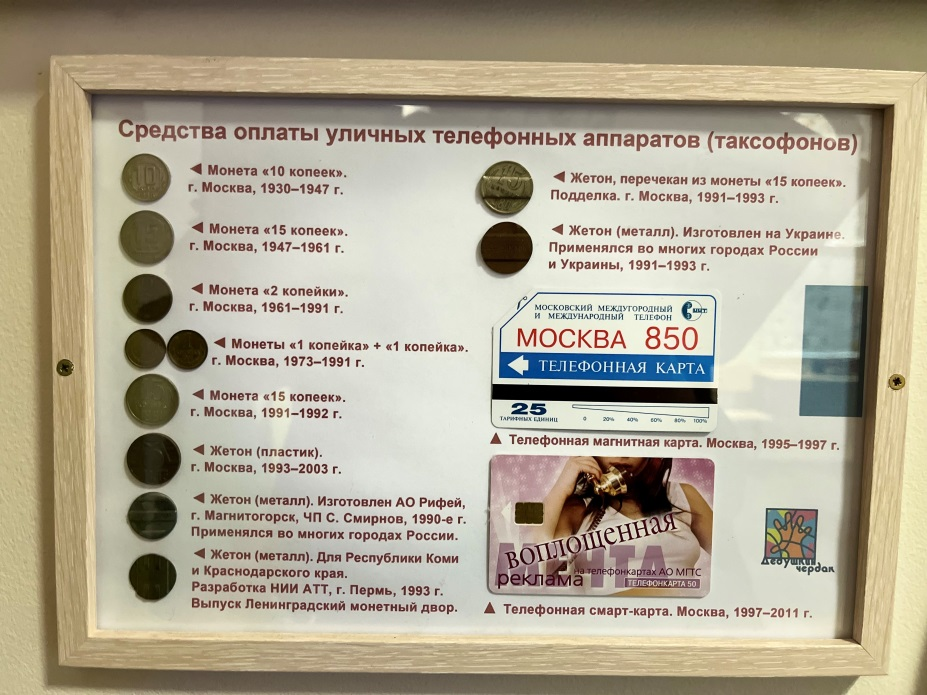 Средства оплаты уличных телефонных аппаратов (таксофонов)
◄ Монета «10 копеек».
г. Москва, 1930–1947 г.
◄ Монета «15 копеек».
г. Москва, 1947–1961 г.
◄ Монета «2 копейки».
г. Москва, 1961–1991 г.
◄ Монеты «1 копейка» + «1 копейка».
г. Москва, 1973–1991 г.
◄ Монета «15 копеек».
г. Москва, 1991–1992 г.
◄ Жетон (пластик).
г. Москва, 1993–2003 г.
◄ Жетон (металл). Изготовлен АО Рифей,
г. Магнитогорск, ЧП С. Смирнов, 1990-е г.
Применялся во многих городах России.
◄ Жетон (металл). Для Республики Коми
и Краснодарского края.
Разработка НИИ АТТ, г. Пермь, 1993 г.
Выпуск Ленинградский монетный двор.
◄ Жетон, перечекан из монеты «15 копеек».
Подделка. г. Москва, 1991–1993 г.
◄ Жетон (металл). Изготовлен на Украине.
Применялся во многих городах России
и Украины, 1991–1993 г.
МОСКОВСКИЙ МЕЖДУГОРОДНЫЙ
И МЕЖДУНАРОДНЫЙ ТЕЛЕФОН
МОСКВА 850
ТЕЛЕФОННАЯ КАРТА
25
ТАРИФНЫХ ЕДИНИЦ
0 20% 40% 60% 80% 100%
▲ Телефонная магнитная карта. Москва, 1995–1997 г.
воплощенная
МЕЧТА
на телефонкартах АО МГТС
реклама
ТЕЛЕФОНКАРТА 50
▲ Телефонная смарт-карта. Москва, 1997–2011 г.
Дедушкин
чердак
10
15